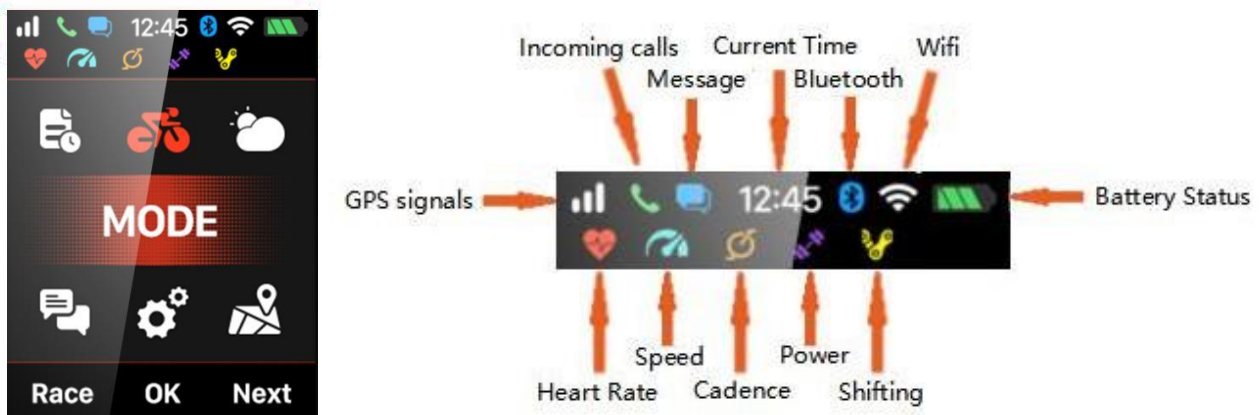 12:45
MODE
Race OK Next
Incoming calls
Current Time
Wifi
Message
Bluetooth
GPS signals
12:45
Battery Status
Speed
Power
Heart Rate
Cadence
Shifting